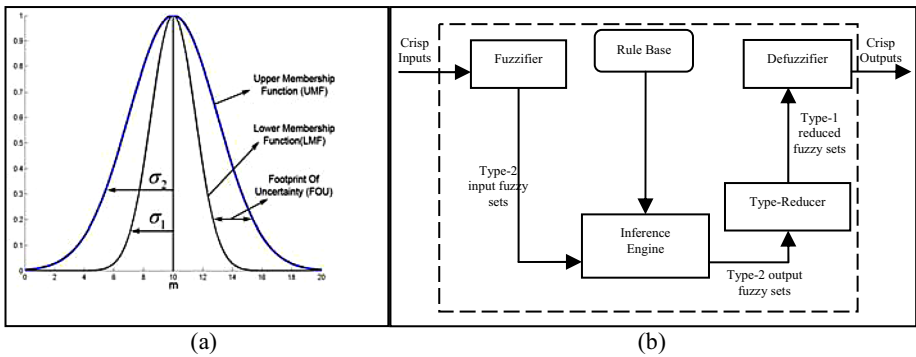 1
0.9
0.8
0.7
0.6
0.5
0.4
0.3
0.2
0.1
0
0 2 4 6 8 10 12 14 16 18 20
m
Upper Membership
Function (UMF)
Lower Membership
Function(LMF)
Footprint Of
Uncertainty (FOU)
σ2
σ1
(a)
Crisp
Inputs
Fuzzifier
Rule Base
Defuzzifier
Crisp
Outputs
Type-1
reduced
fuzzy sets
Type-2
input fuzzy
sets
Type-Reducer
Inference
Engine
Type-2 output
fuzzy sets
(b)